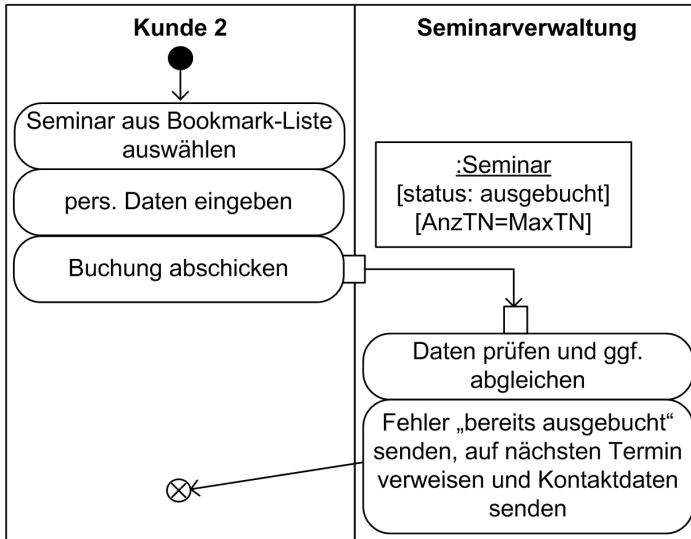 Kunde 2
Seminarverwaltung
Seminar aus Bookmark-Liste
auswählen
pers. Daten eingeben
Buchung abschicken
:Seminar
[status: ausgebucht]
[AnzTN=MaxTN]
Daten prüfen und ggf.
abgleichen
Fehler „bereits ausgebucht“
senden, auf nächsten Termin
verweisen und Kontaktdaten
senden